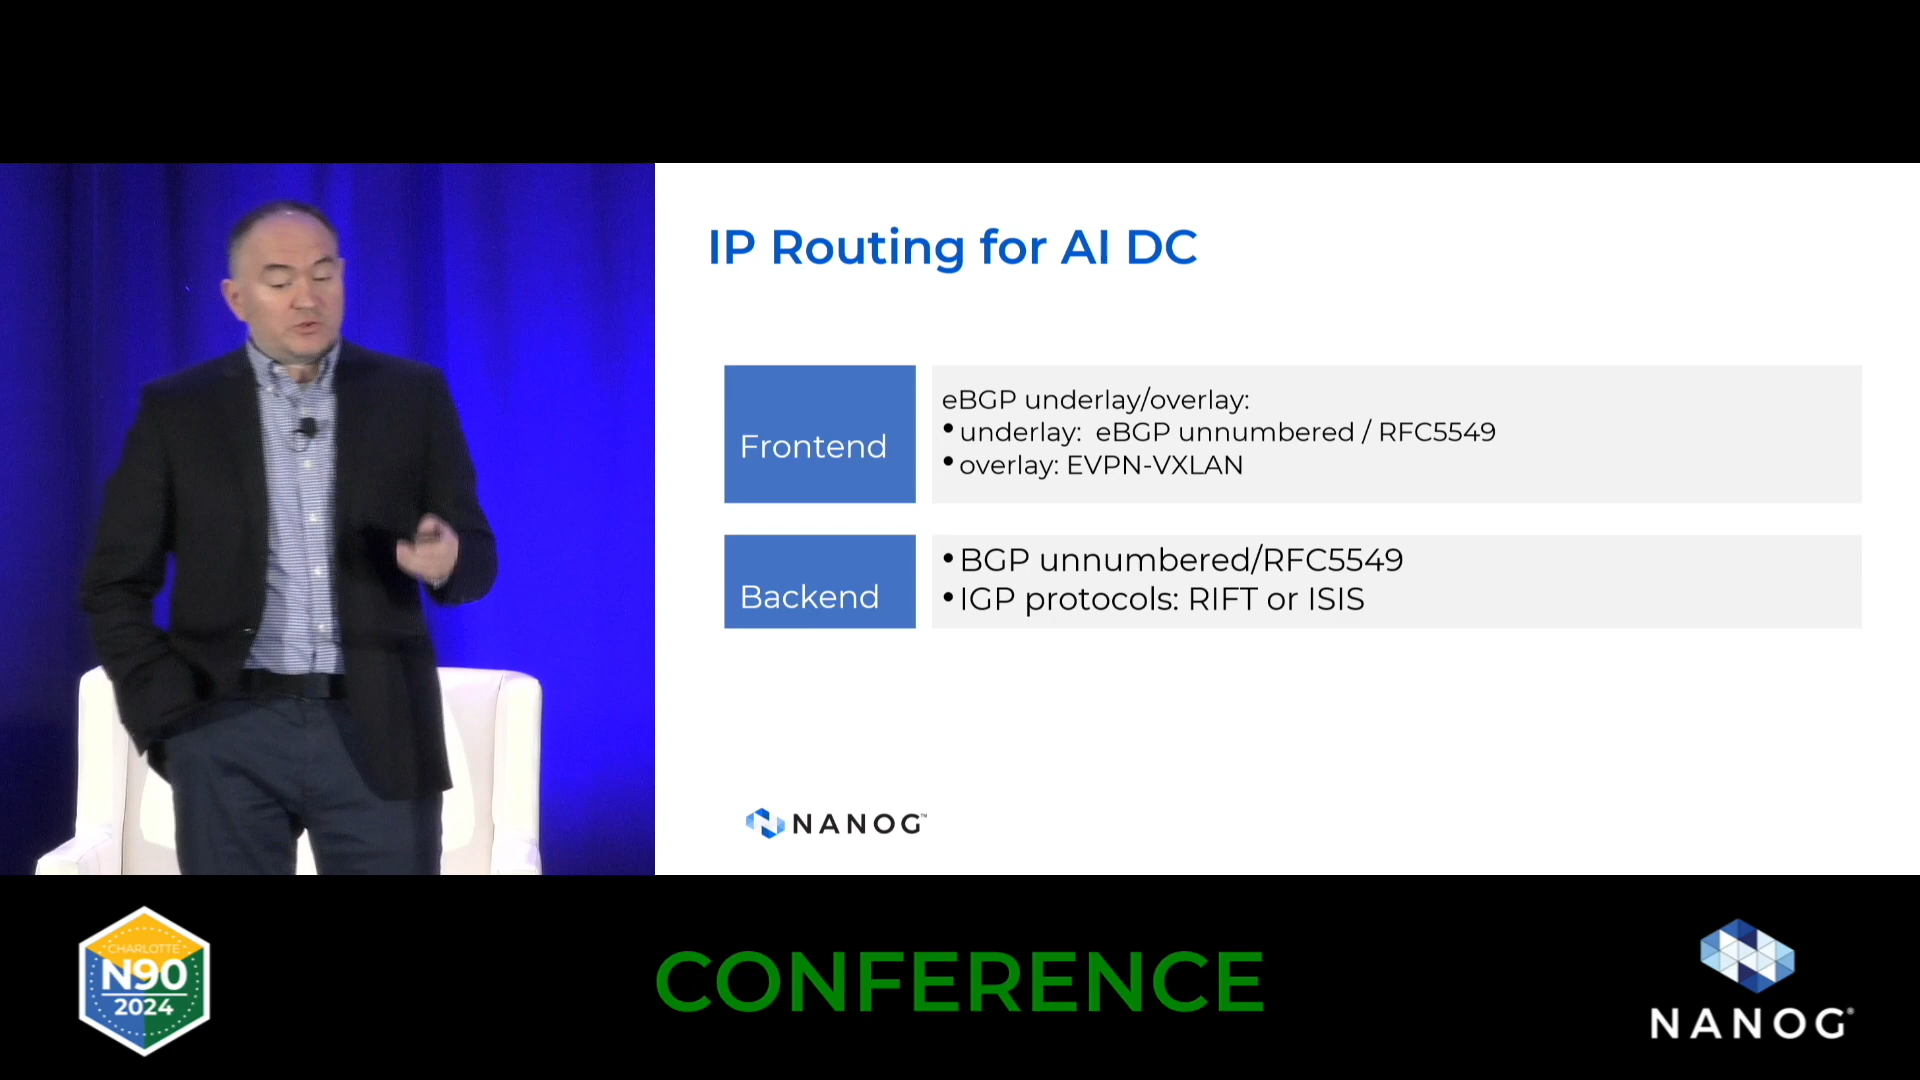 IP Routing for AI DC
Frontend
eBGP underlay/overlay:
• underlay: eBGP unnumbered / RFC5549
• overlay: EVPN-VXLAN
Backend
• BGP unnumbered/RFC5549
• IGP protocols: RIFT or ISIS
NANOG™
CHARLOTTE
N90
2024
CONFERENCE
NANOG®